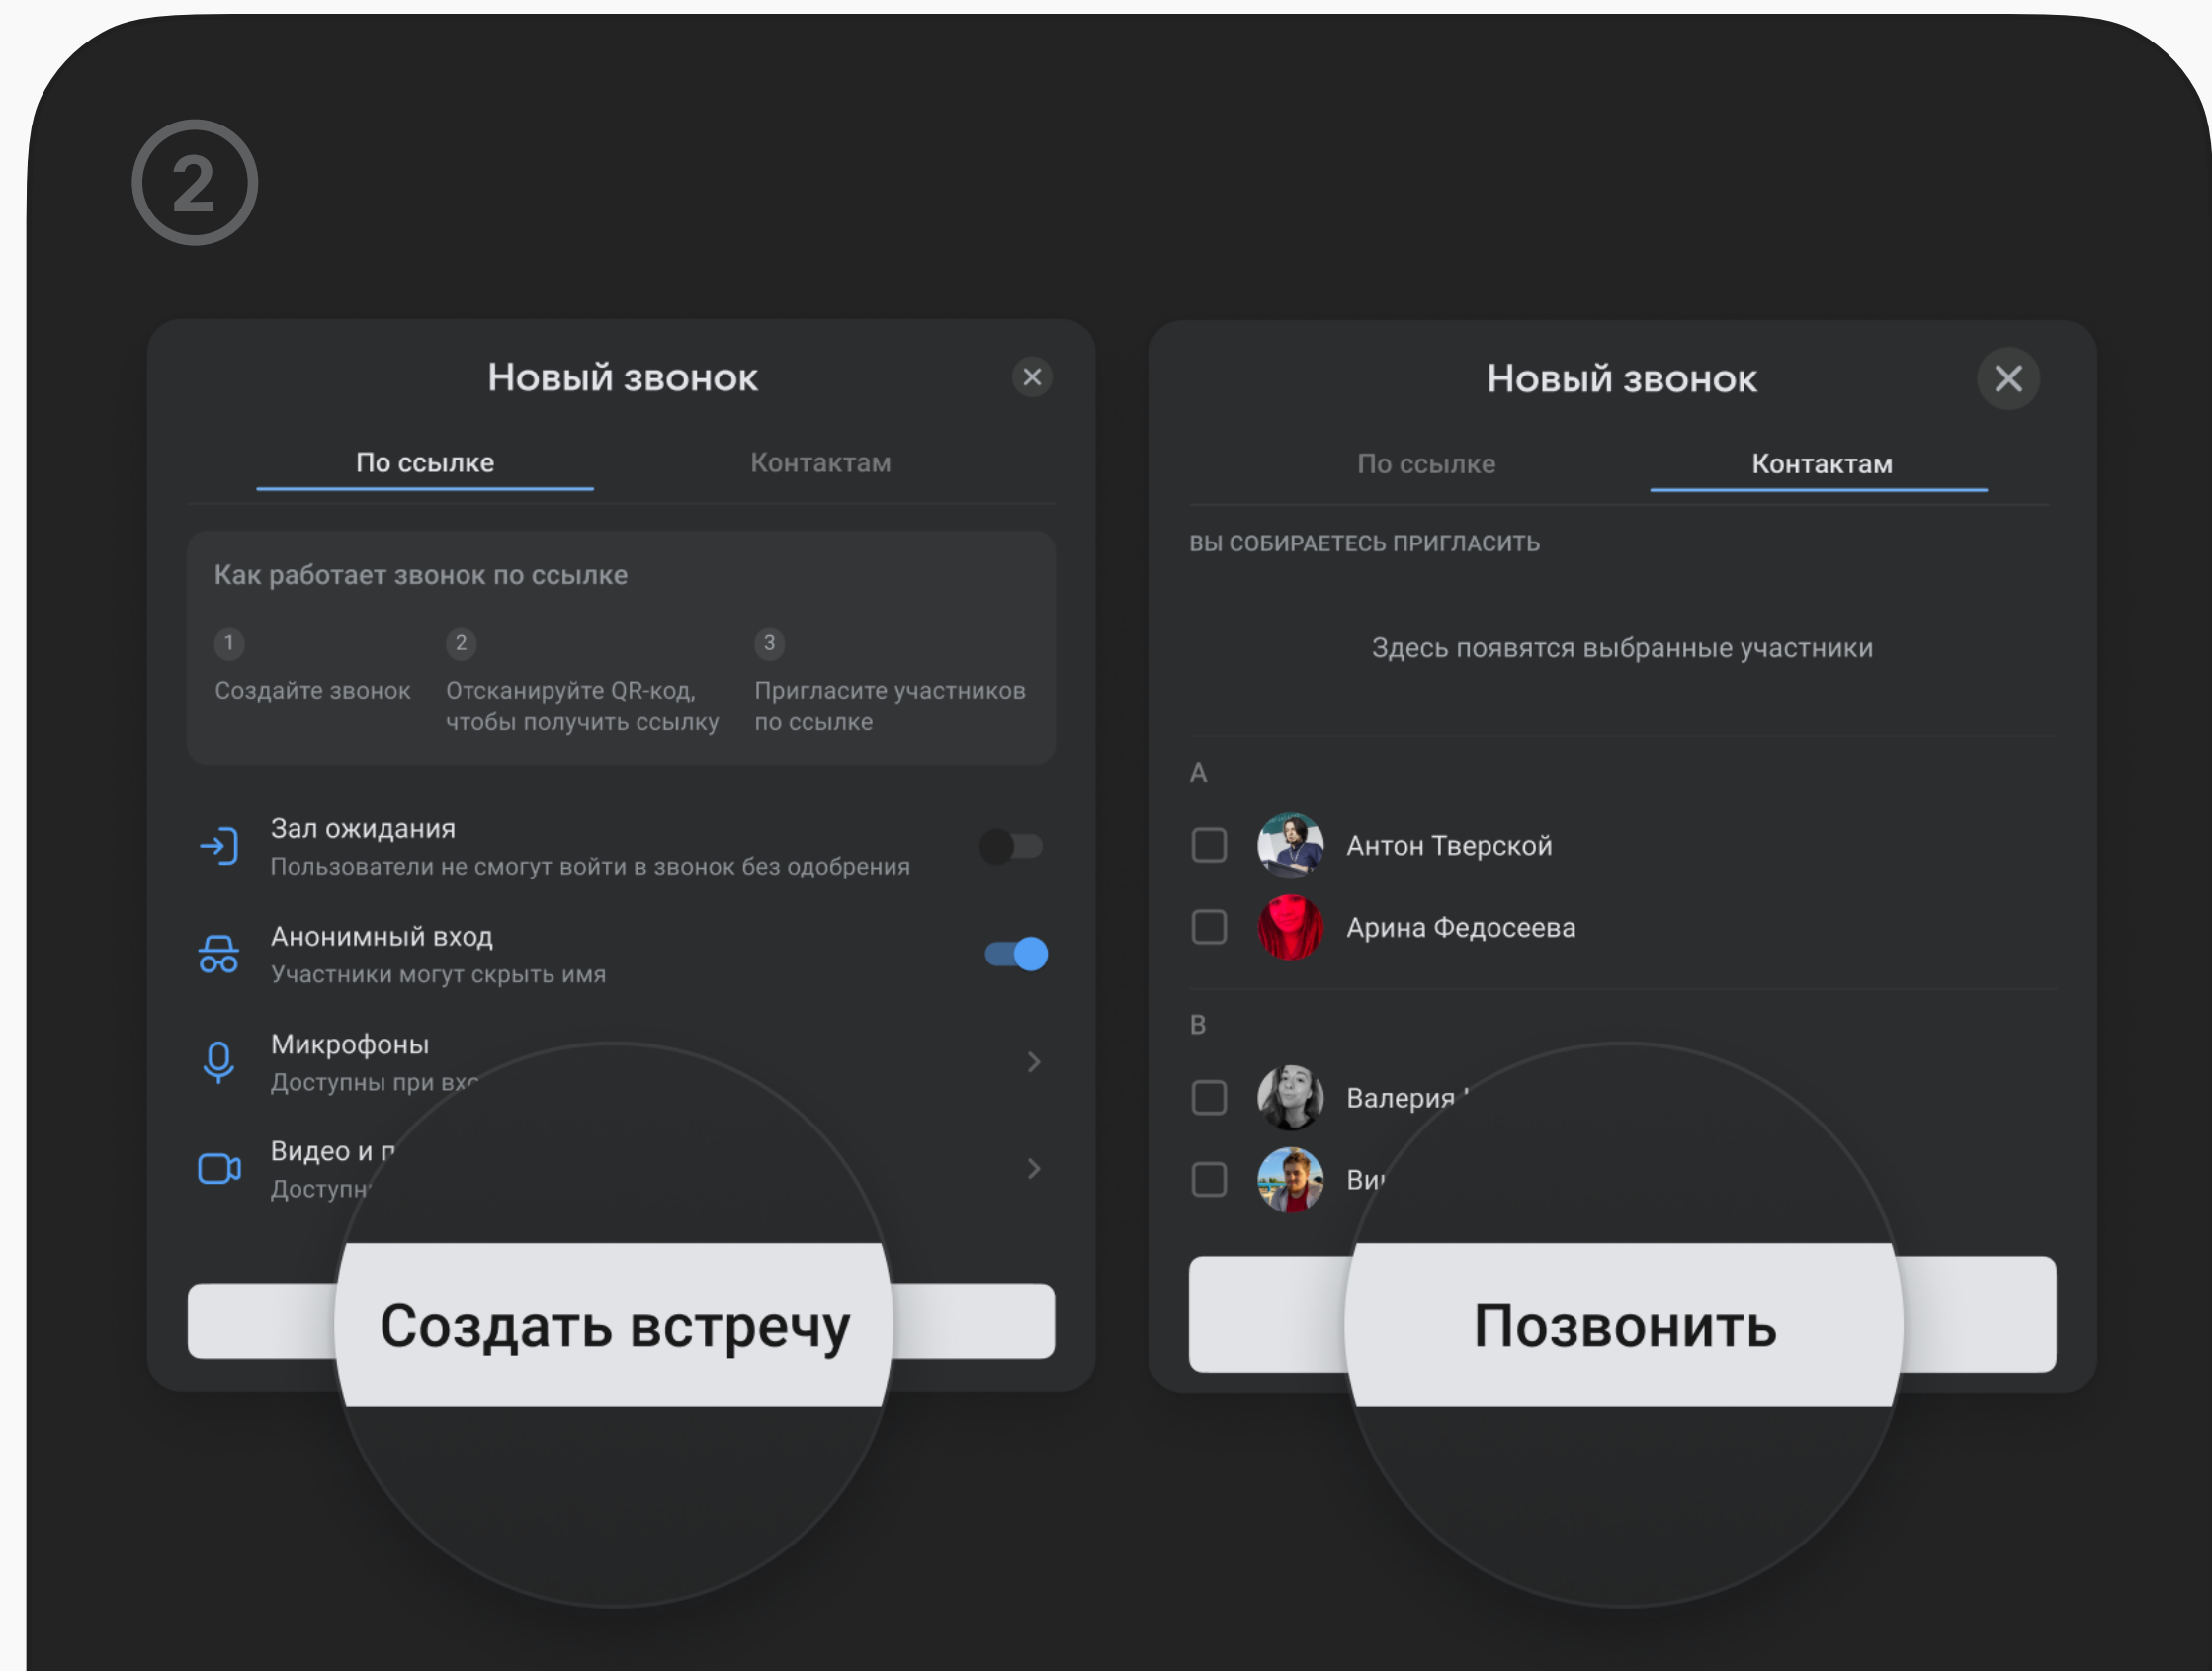 2
Новый звонок
По ссылке
Контактам
Как работает звонок по ссылке
1
Создайте звонок
2
Отсканируйте QR-код,
чтобы получить ссылку
3
Пригласите участников
по ссылке
Зал ожидания
Пользователи не смогут войти в звонок без одобрения
Анонимный вход
Участники могут скрыть имя
Микрофоны
Доступны при
Видео и
Создать встречу
Новый звонок
По ссылке
Контактам
ВЫ СОБИРАЕТЕСЬ ПРИГЛАСИТЬ
Здесь появятся выбранные участники
А
Антон Тверской
Арина Федосеева
В
Валерия
Позвонить